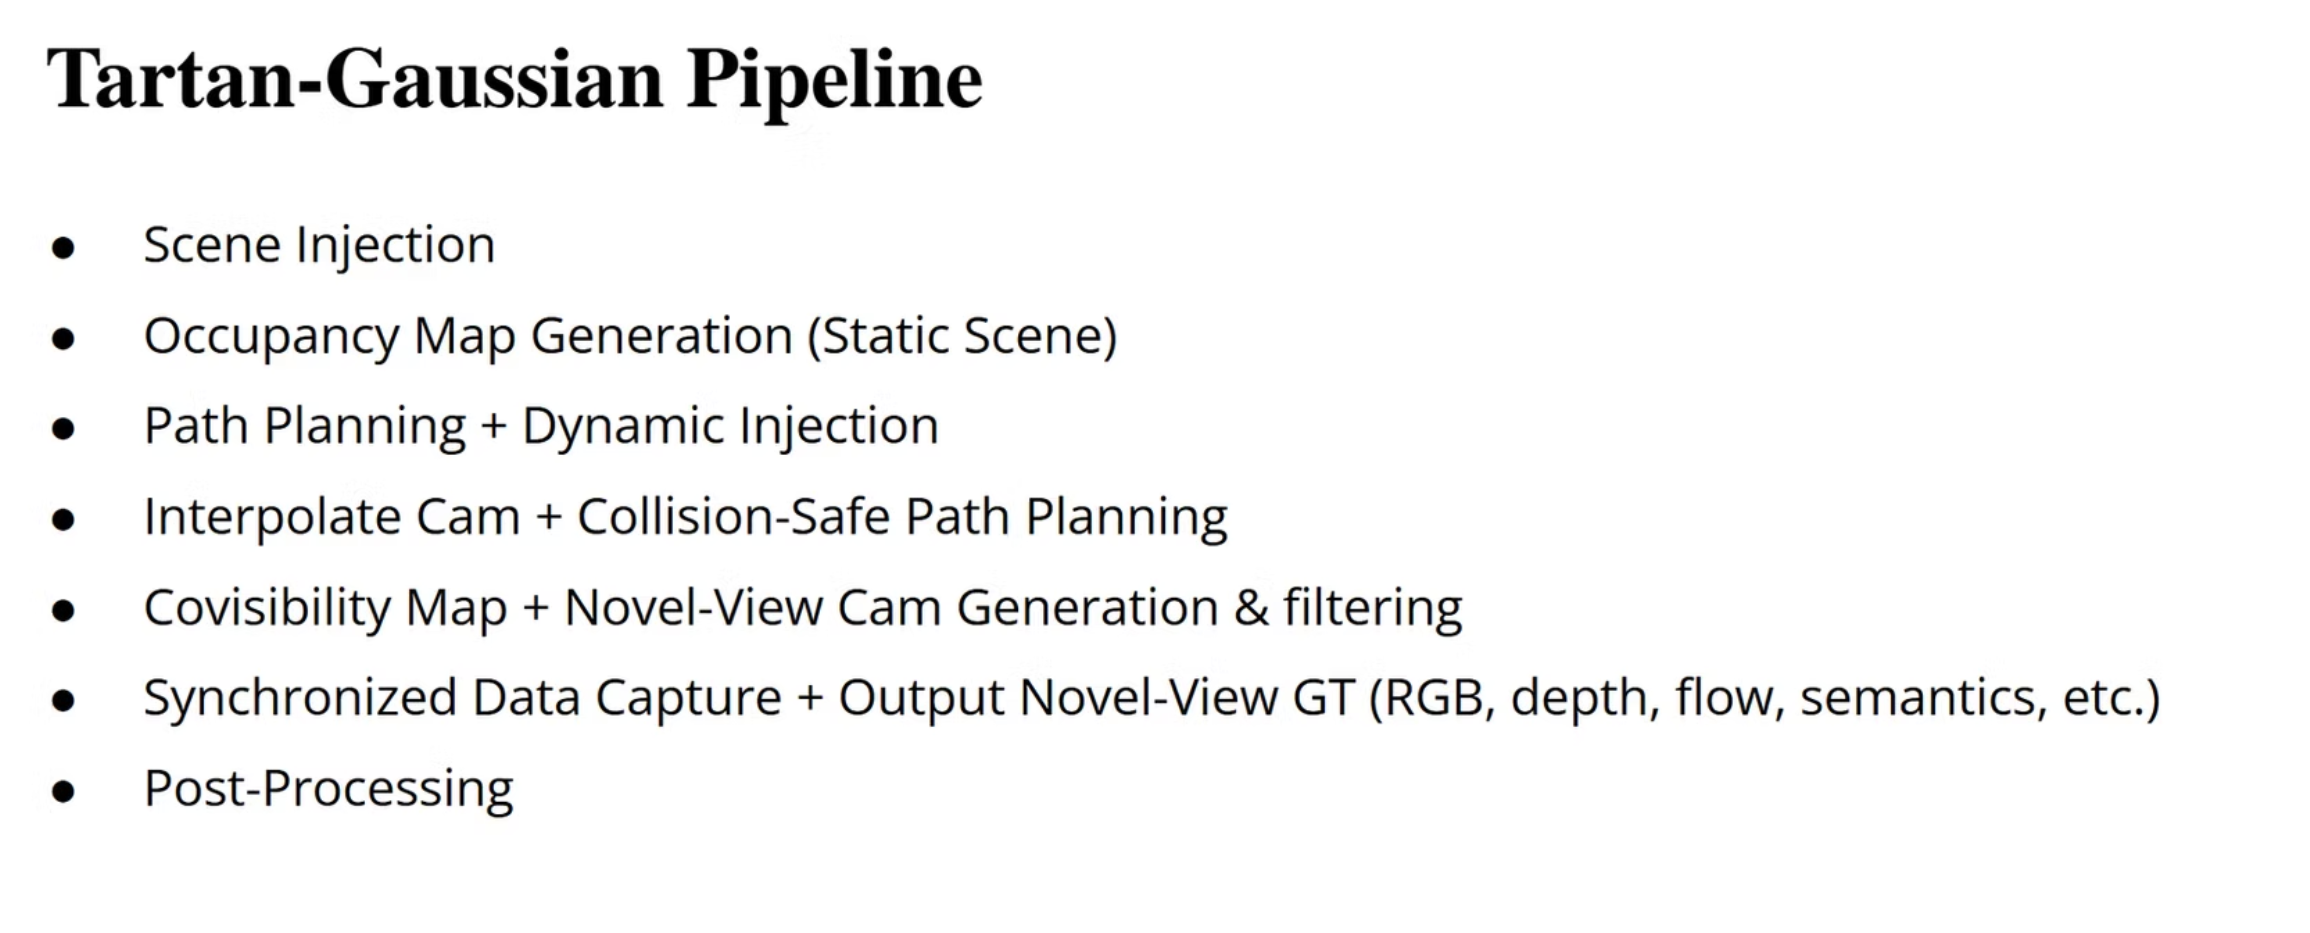 Tartan-Gaussian Pipeline
● Scene Injection
● Occupancy Map Generation (Static Scene)
● Path Planning + Dynamic Injection
● Interpolate Cam + Collision-Safe Path Planning
● Covisibility Map + Novel-View Cam Generation & filtering
● Synchronized Data Capture + Output Novel-View GT (RGB, depth, flow, semantics, etc.)
● Post-Processing